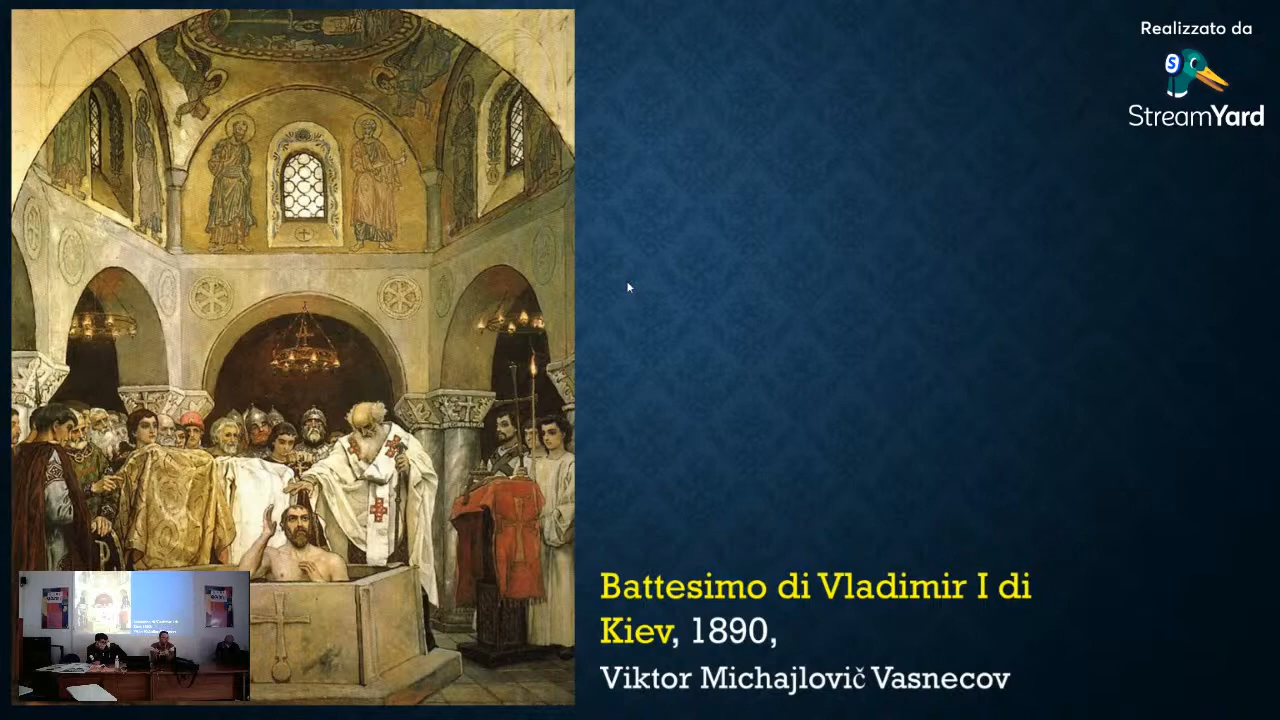 Realizzato da
StreamYard
Battesimo di Vladimir I di
Kiev, 1890,
Viktor Michajlovič Vasnecov